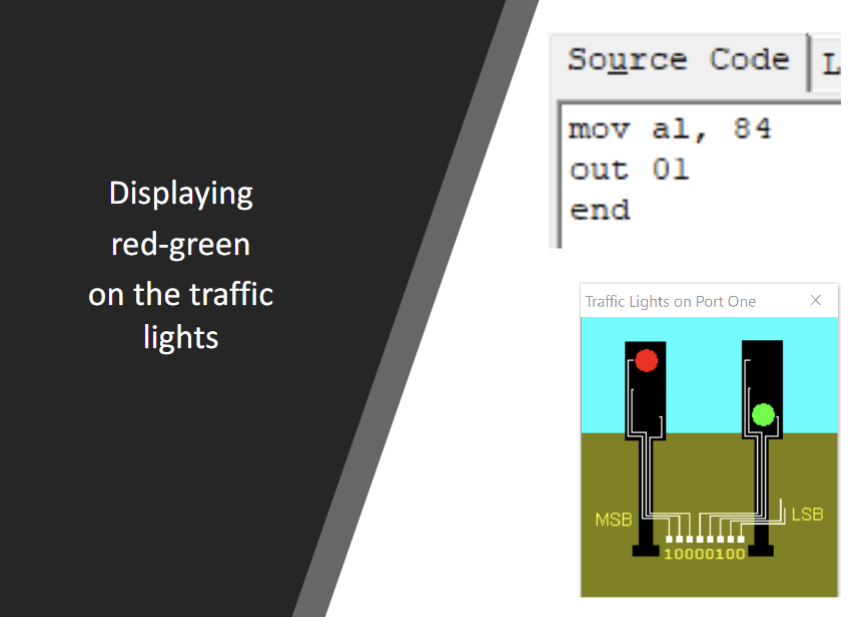 Displaying
red-green
on the traffic
lights
Source Code
L
mov al, 84
out 01
end
Traffic Lights on Port One
MSB
LSB
10000100